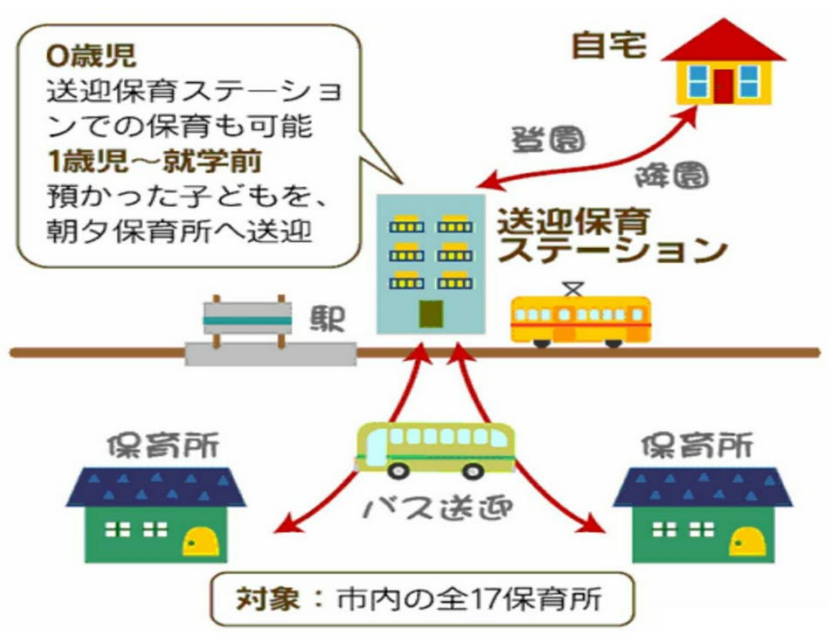 0歳児
送迎保育ステーショ
ンでの保育も可能
1歳児～就学前
預かった子どもを、
朝夕保育所へ送迎
自宅
登園
降園
送迎保育
ステーション
駅
保育所
保育所
バス送迎
対象：市内の全17保育所